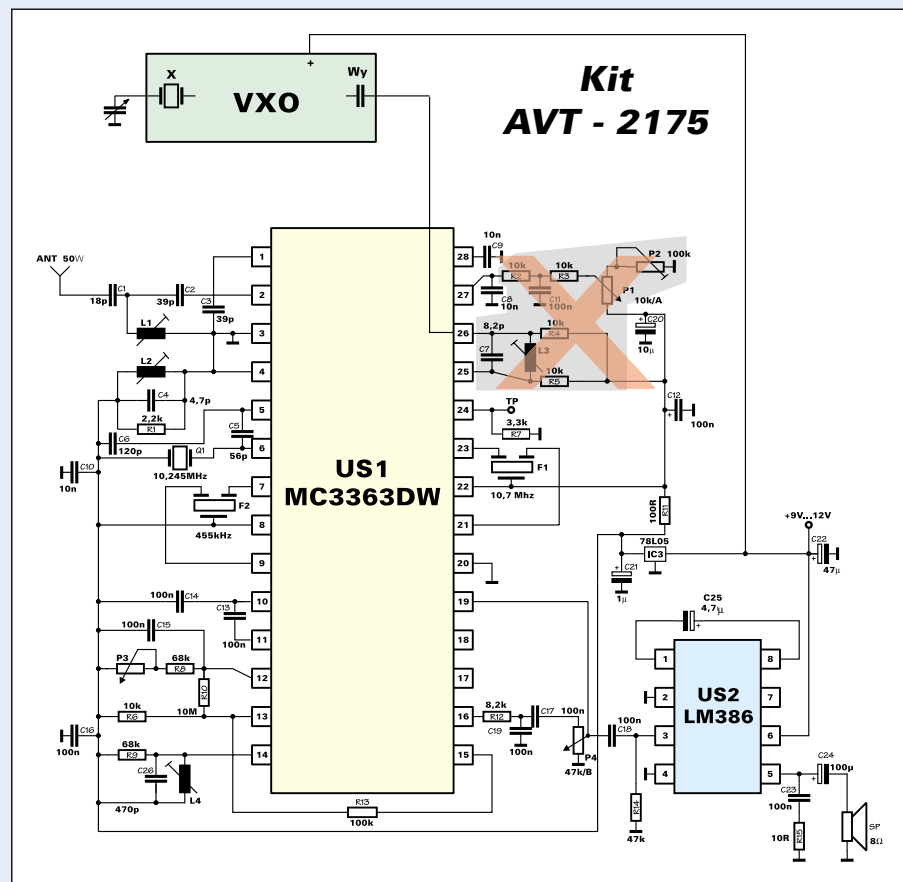 Kit
AVT - 2175
X
Wy
+
VXO
ANT 50W
C1
18p
C2
39p
C3
39p
L1
L2
C4
4,7p
2,2k
R1
C6
120p
C5
56p
Q1
10,245MHz
C10
10n
F2
455kHz
100n
C14
C13
100n
100n
C15
P3
68k
R8
R10
10M
10k
R6
C16
100n
68k
R9
C26
470p
L4
R13
100k
US1
MC3363DW
1
2
3
4
5
6
7
8
9
10
11
12
13
14
28
27
26
25
24
23
22
21
20
19
18
17
16
15
10n
C9
C8
10n
10k
R2
C11
100n
10k
R3
P1
10k/A
P2
100k
+
C20
10µ
8,2p
C7
L3
10k
R4
10k
R5
C12
100n
+
TP
3,3k
R7
F1
10,7 Mhz
100R
R11
78L05
IC3
+
C21
1µ
+9V...12V
C22
+
47µ
C25
4,7µ
+
US2
LM386
1
2
3
4
8
7
6
5
8,2k
R12
C19
100n
C17
100n
P4
47k/B
100n
C18
R14
47k
C24
100µ
+
C23
100n
10R
R15
SP
8Ω